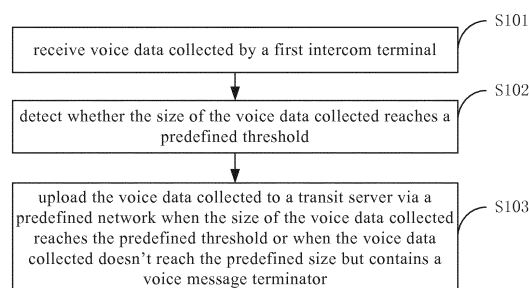 S101
receive voice data collected by a first intercom terminal
S102
detect whether the size of the voice data collected reaches a
predefined threshold
S103
upload the voice data collected to a transit server via a
predefined network when the size of the voice data collected
reaches the predefined threshold or when the voice data
collected doesn't reach the predefined size but contains a
voice message terminator